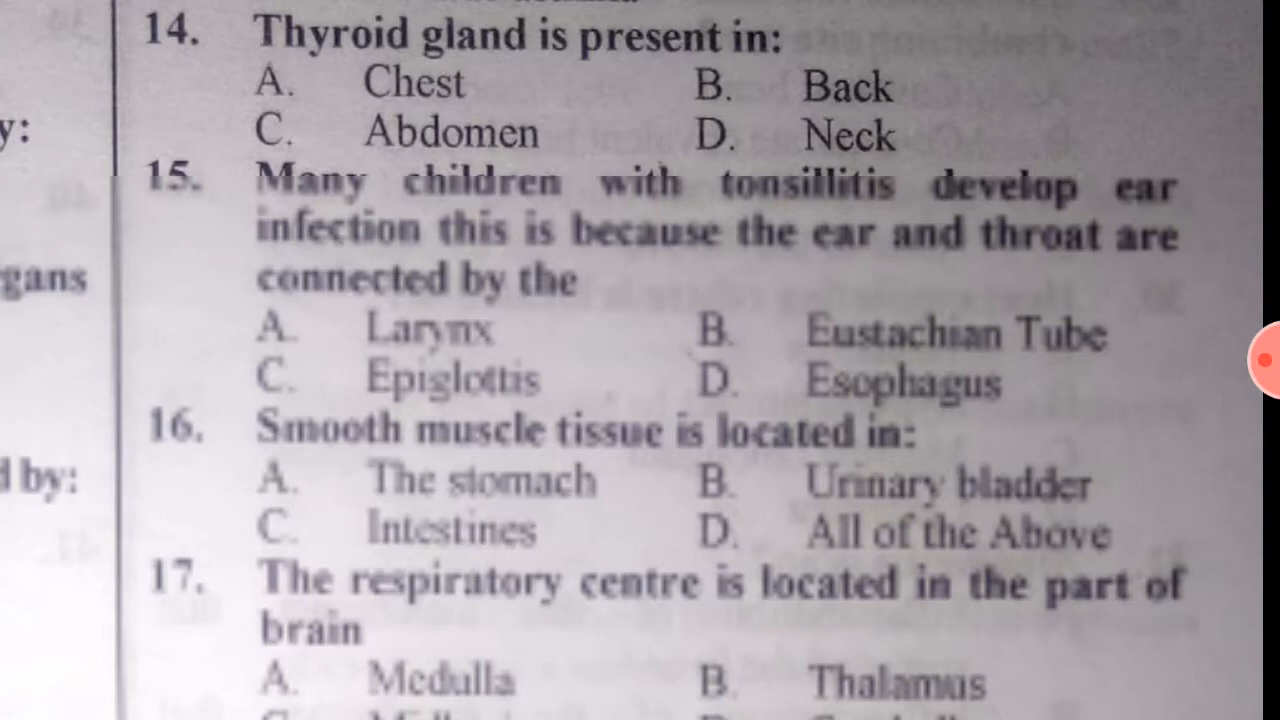 14. Thyroid gland is present in:
A. Chest B. Back
y:
C. Abdomen D. Neck
15. Many children with tonsillitis develop ear
infection this is because the ear and throat are
gans
connected by the
A. Larynx B. Eustachian Tube
C. Epiglottis D. Esophagus
16. Smooth muscle tissue is located in:
d by:
A. The stomach B. Urinary bladder
C. Intestines D. All of the Above
17. The respiratory centre is located in the part of
brain
A. Medulla B. Thalamus